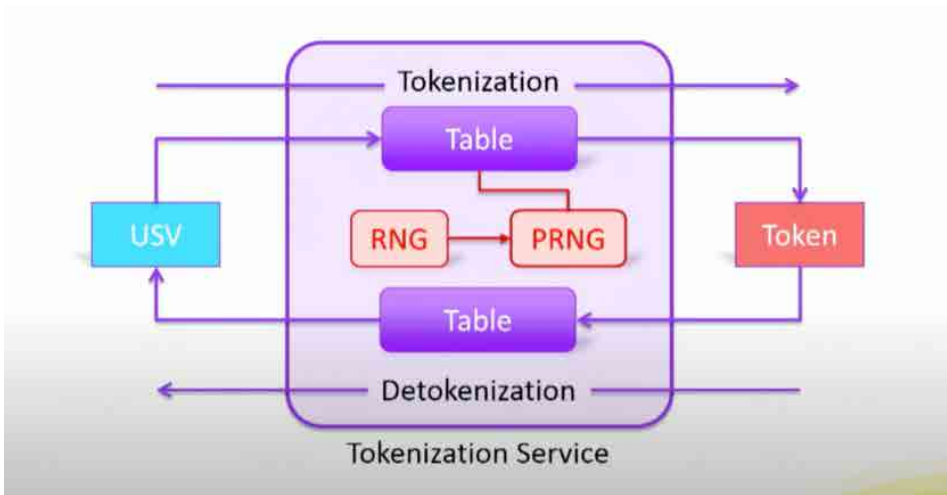 Tokenization
Table
USV
RNG
PRNG
Token
Table
Detokenization
Tokenization Service